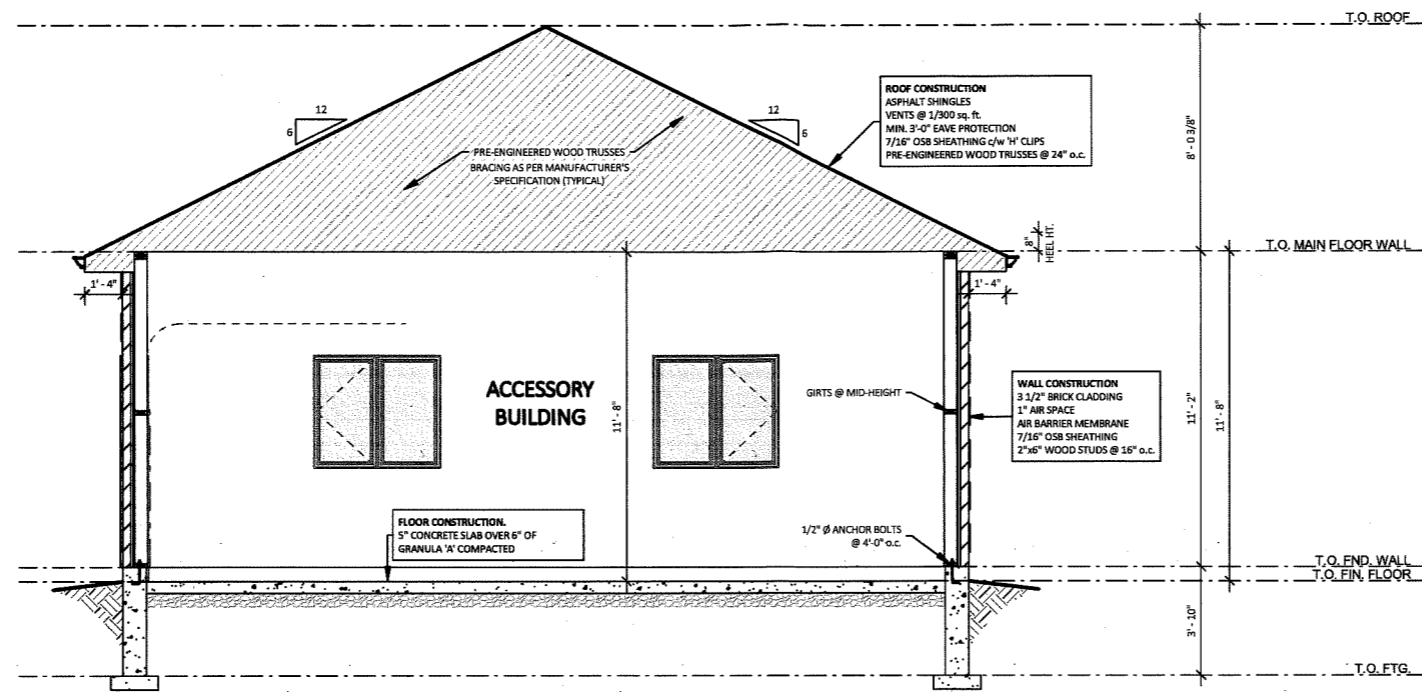 T.O. ROOF
12
6
12
6
ROOF CONSTRUCTION
ASPHALT SHINGLES
VENTS @ 1/300 sq. ft.
MIN. 3'-0" EAVE PROTECTION
7/16" OSB SHEATHING c/w 'H' CLIPS
PRE-ENGINEERED WOOD TRUSSES @ 24" o.c.
8' - 0 3/8"
PRE-ENGINEERED WOOD TRUSSES
BRACING AS PER MANUFACTURER'S
SPECIFICATION (TYPICAL)
8"
HEEL HT.
T.O. MAIN FLOOR WALL
1' - 4"
1' - 4"
ACCESSORY
BUILDING
11' - 8"
GIRTS @ MID-HEIGHT
WALL CONSTRUCTION
3 1/2" BRICK CLADDING
1" AIR SPACE
AIR BARRIER MEMBRANE
7/16" OSB SHEATHING
2"x6" WOOD STUDS @ 16" o.c.
11' - 2"
11' - 8"
FLOOR CONSTRUCTION.
5" CONCRETE SLAB OVER 6" OF
GRANULA 'A' COMPACTED
1/2" Ø ANCHOR BOLTS
@ 4'-0" o.c.
T.O. FND. WALL
T.O. FIN. FLOOR
3' - 10"
T.O. FTG.